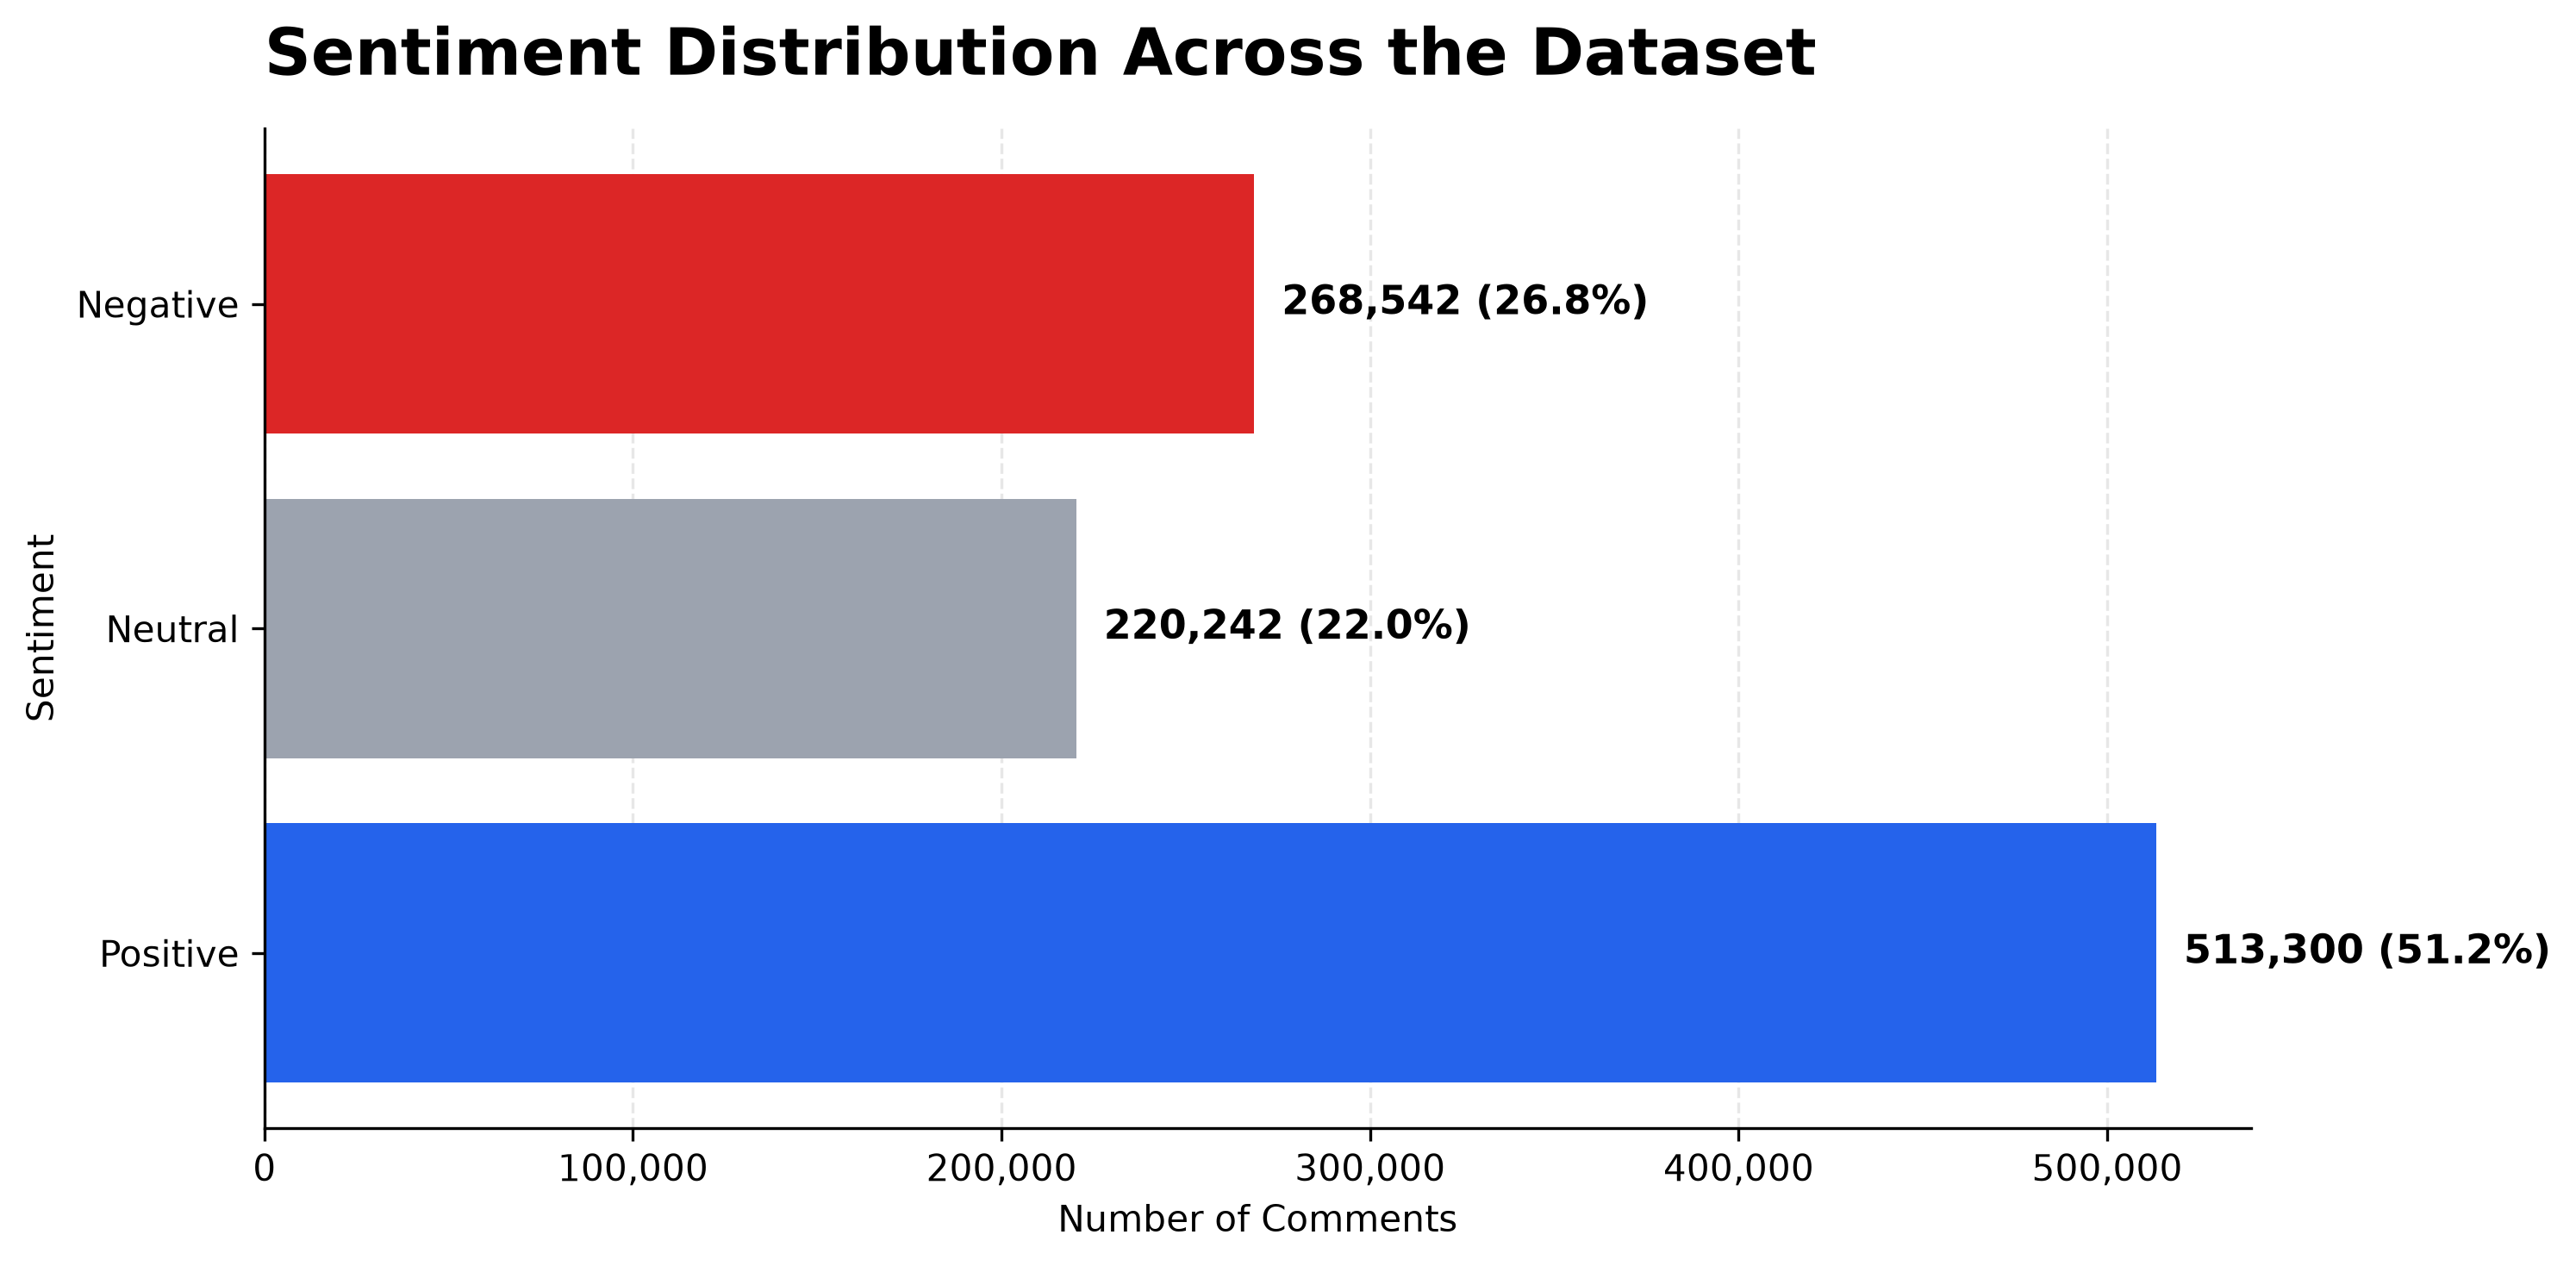 Sentiment Distribution Across the Dataset
Negative
268,542 (26.8%)
Sentiment
Neutral
220,242 (22.0%)
Positive
513,300 (51.2%)
0 100,000 200,000 300,000 400,000 500,000
Number of Comments